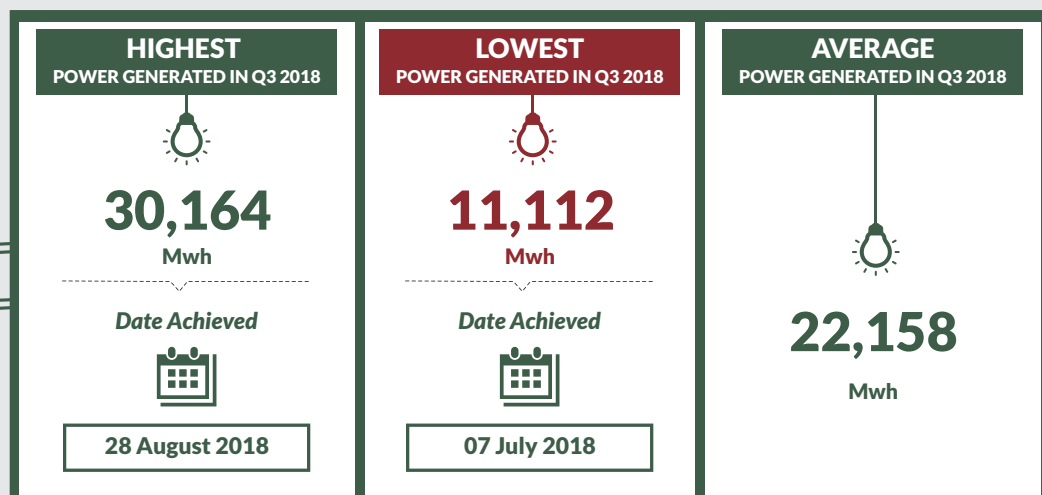 HIGHEST
POWER GENERATED IN Q3 2018
30,164
Mwh
Date Achieved
28 August 2018
LOWEST
POWER GENERATED IN Q3 2018
11,112
Mwh
Date Achieved
07 July 2018
AVERAGE
POWER GENERATED IN Q3 2018
22,158
Mwh